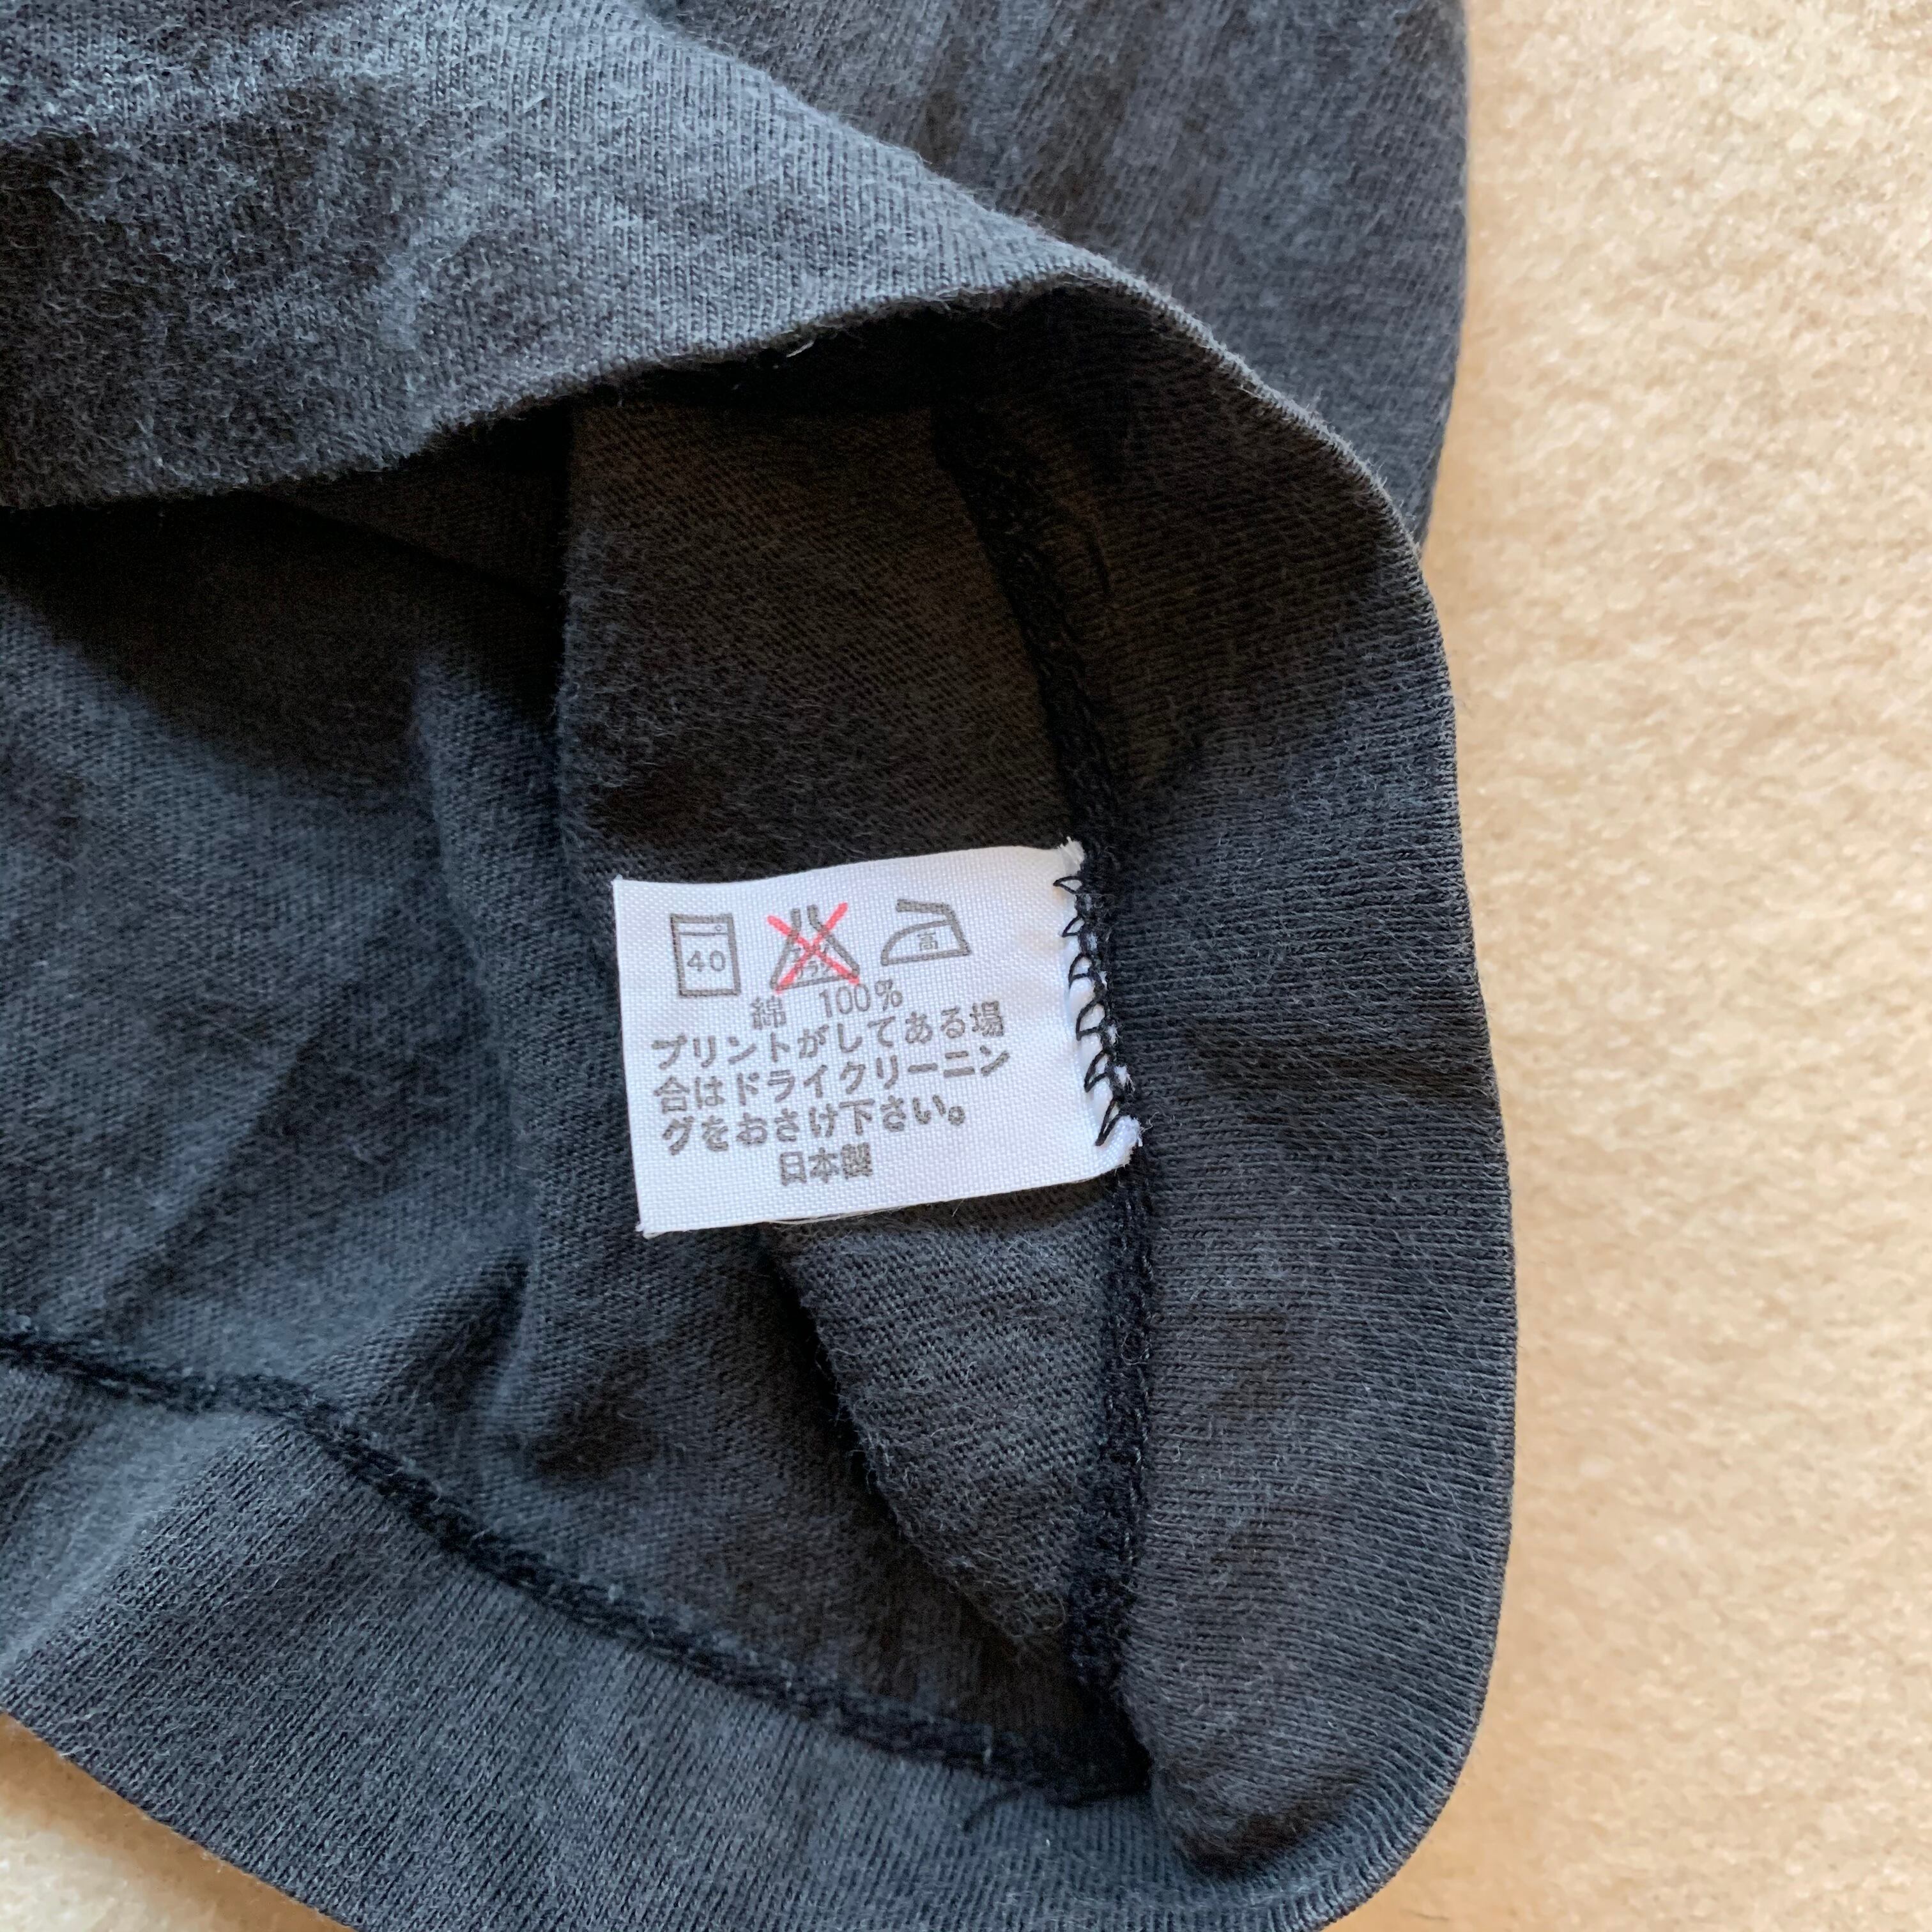 40 高
綿 100%
プリントがしてある場
合はドライクリーニン
グをおさけ下さい。
日本製